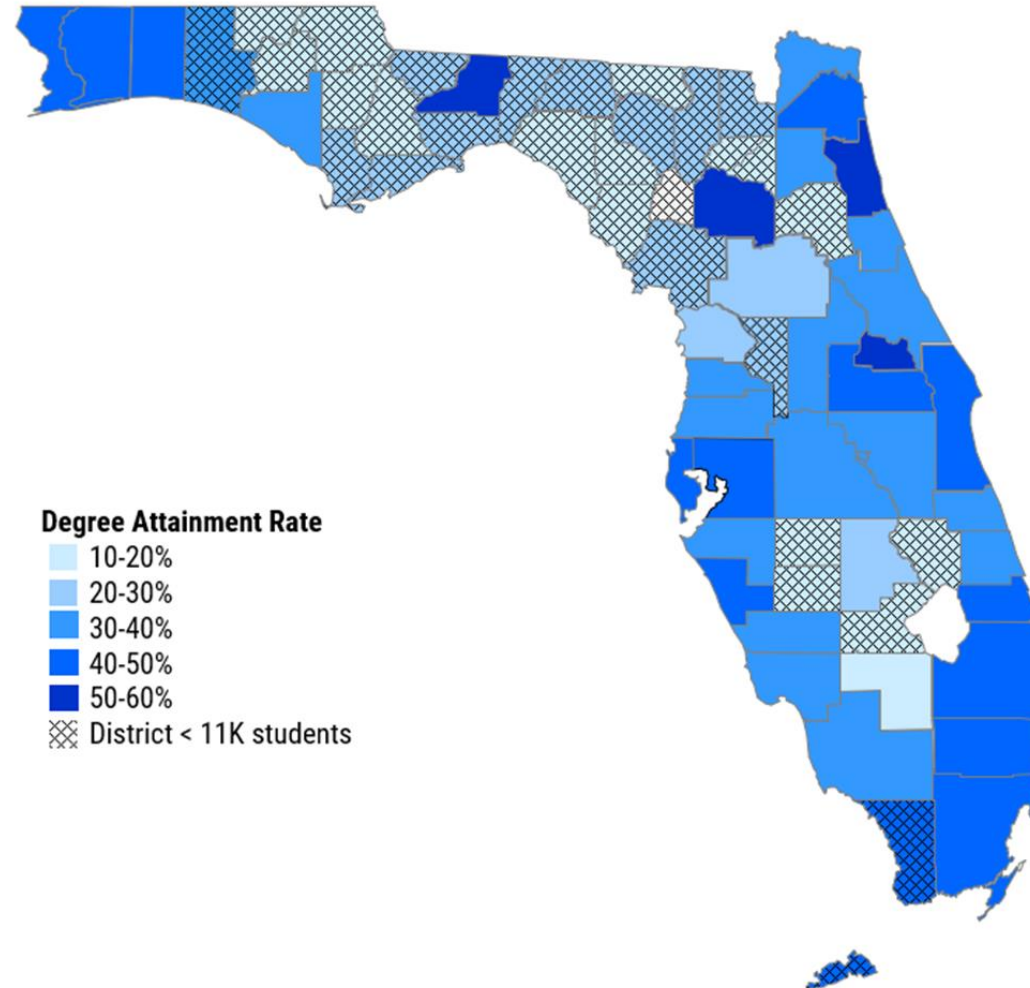 Degree Attainment Rate
10-20%
20-30%
30-40%
40-50%
50-60%
District < 11K students